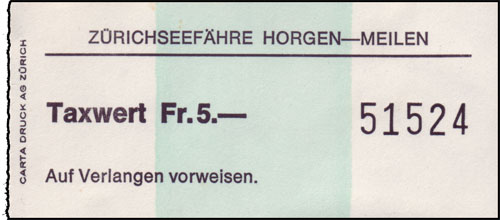 ZÜRICHSEEFÄHRE HORGEN—MEILEN
Taxwert Fr. 5.— 51524
Auf Verlangen vorweisen.
CARTA DRUCK AG ZÜRICH